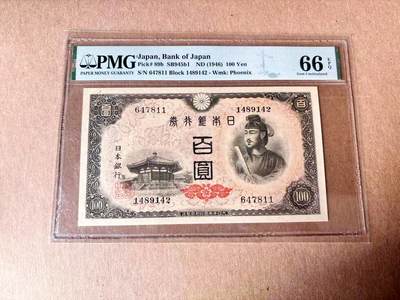 PMG
PAPER MONEY GUARANTY
Japan, Bank of Japan
Pick# 89b SB945b1 ND (1946) 100 Yen
S/N 647811 Block 1489142 - Wmk: Phoenix
66 EPQ
Gem Uncirculated
百 百
647811 1489142
券行銀本日
百圓
日本銀行
1489142 647811
100 100